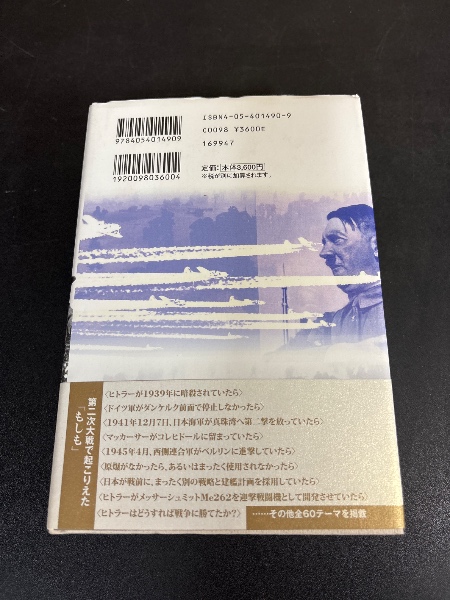 ISBN4-05-401490-9
C0098 ¥3600E
169947
定価:本体3,600円
※税が別に加算されます。
9784054014909
1920098036004
第二次大戦で起こりえた
「もしも」
〈ヒトラーが1939年に暗殺されていたら〉
〈ドイツ軍がダンケルク前面で停止しなかったら〉
〈1941年12月7日、日本海軍が真珠湾へ第二撃を放っていたら〉
〈マッカーサーがコレヒドールに留まっていたら〉
〈1945年4月、西側連合軍がベルリンに進撃していたら〉
〈原爆がなかったら、あるいはまったく使用されなかったら〉
〈日本が戦前に、まったく別の戦略と建艦計画を採用していたら〉
〈ヒトラーがメッサーシュミットMe262を迎撃戦闘機として開発させていたら〉
〈ヒトラーはどうすれば戦争に勝てたか?〉
……その他全60テーマを掲載